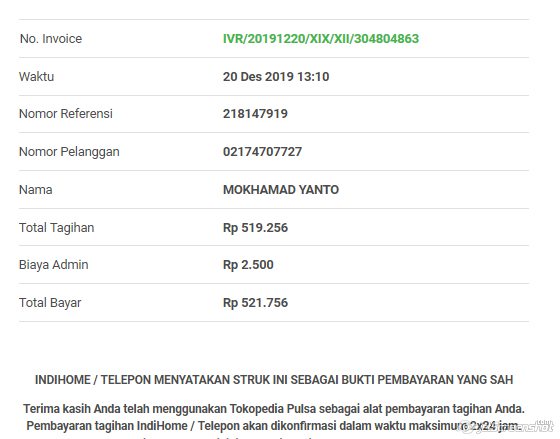 No. Invoice IVR/20191220/XIX/XII/304804863
Waktu 20 Des 2019 13:10
Nomor Referensi 218147919
Nomor Pelanggan 02174707727
Nama MOKHAMAD YANTO
Total Tagihan Rp 519.256
Biaya Admin Rp 2.500
Total Bayar Rp 521.756
INDIHOME / TELEPON MENYATAKAN STRUK INI SEBAGAI BUKTI PEMBAYARAN YANG SAH
Terima kasih Anda telah menggunakan Tokopedia Pulsa sebagai alat pembayaran tagihan Anda.
Pembayaran tagihan IndiHome / Telepon akan dikonfirmasi dalam waktu maksimum 2x24 jam.